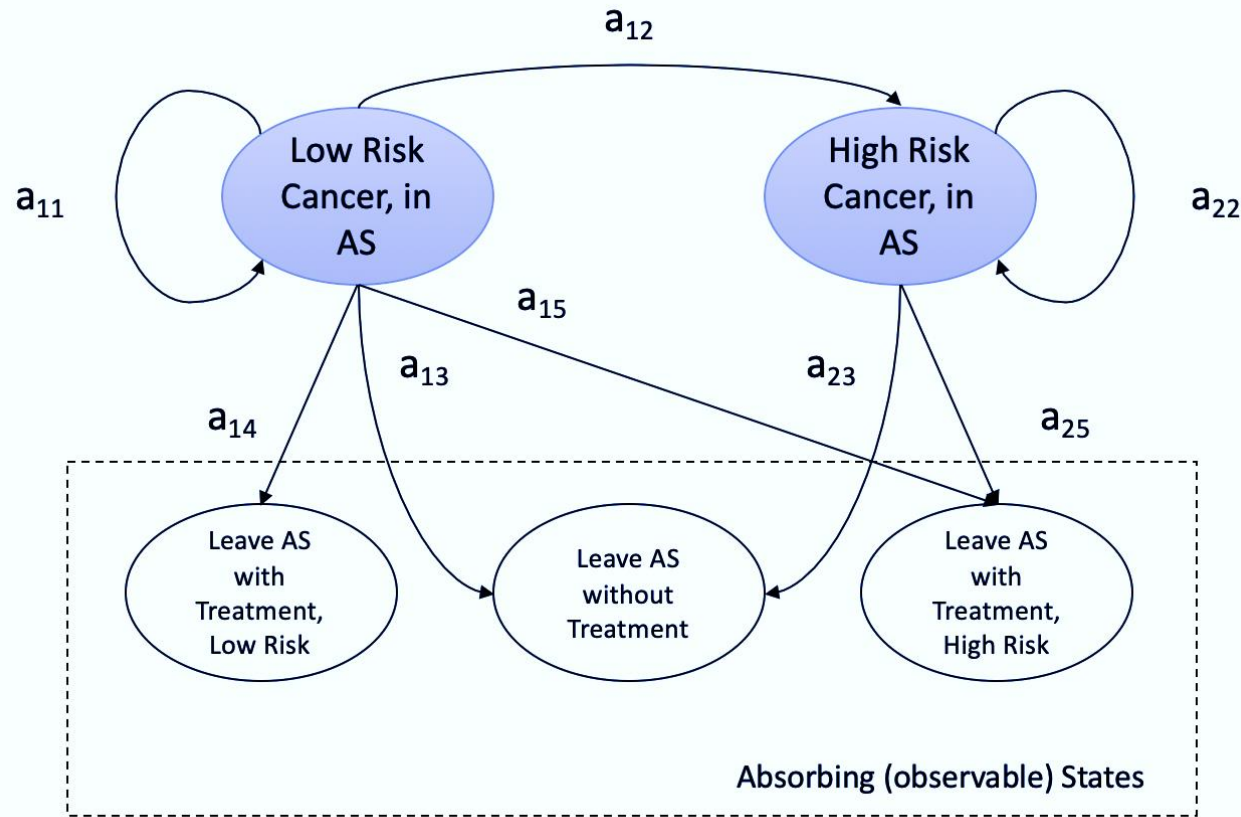 a12
Low Risk
Cancer, in
AS
High Risk
Cancer, in
AS
a11
a22
a15
a13
a23
a14
a25
Leave AS
with
Treatment,
Low Risk
Leave AS
without
Treatment
Leave AS
with
Treatment,
High Risk
Absorbing (observable) States